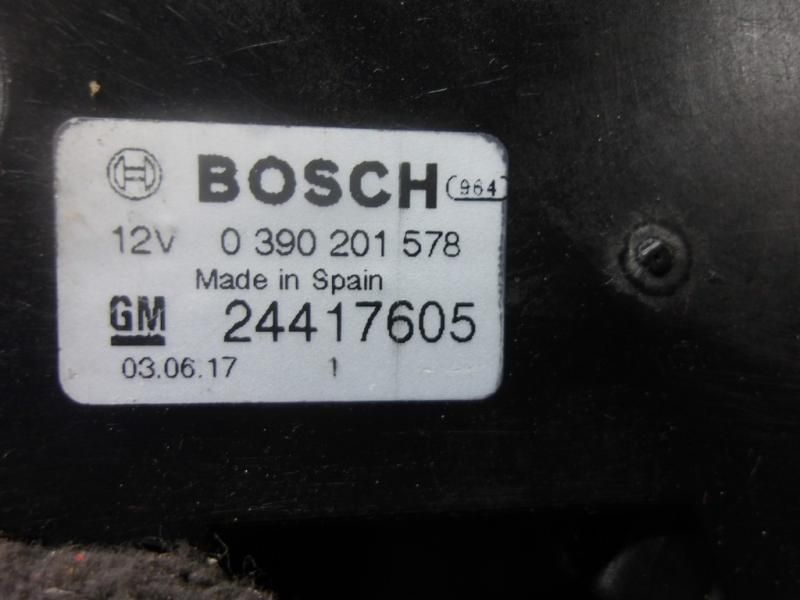 BOSCH 964
12V 0 390 201 578
Made in Spain
GM 24417605
03.06.17 1